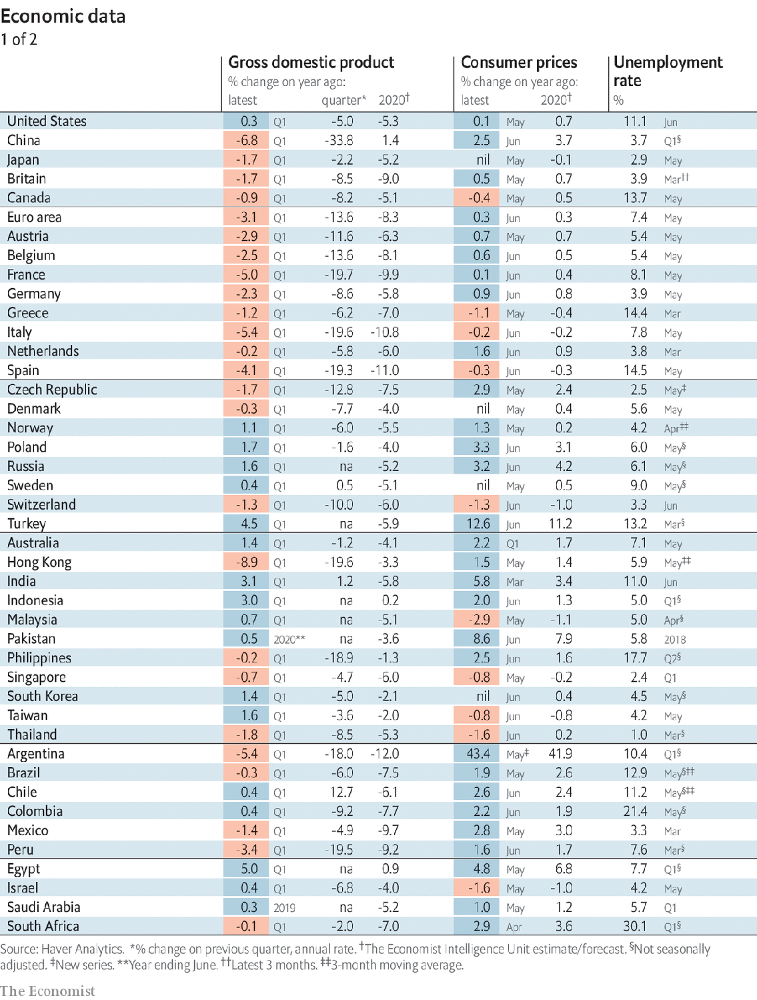 Economic data
1 of 2
Gross domestic product Consumer prices Unemployment
% change on year ago: % change on year ago: rate
latest quarter* 2020† latest 2020† %
United States 0.3 Q1 -5.0 -5.3 0.1 May 0.7 11.1 Jun
China -6.8 Q1 -33.8 1.4 2.5 Jun 3.7 3.7 Q1§
Japan -1.7 Q1 -2.2 -5.2 nil May -0.1 2.9 May
Britain -1.7 Q1 -8.5 -9.0 0.5 May 0.7 3.9 Mar††
Canada -0.9 Q1 -8.2 -5.1 -0.4 May 0.5 13.7 May
Euro area -3.1 Q1 -13.6 -8.3 0.3 Jun 0.3 7.4 May
Austria -2.9 Q1 -11.6 -6.3 0.7 May 0.7 5.4 May
Belgium -2.5 Q1 -13.6 -8.1 0.6 Jun 0.5 5.4 May
France -5.0 Q1 -19.7 -9.9 0.1 Jun 0.4 8.1 May
Germany -2.3 Q1 -8.6 -5.8 0.9 Jun 0.8 3.9 May
Greece -1.2 Q1 -6.2 -7.0 -1.1 May -0.4 14.4 Mar
Italy -5.4 Q1 -19.6 -10.8 -0.2 Jun -0.2 7.8 May
Netherlands -0.2 Q1 -5.8 -6.0 1.6 Jun 0.9 3.8 Mar
Spain -4.1 Q1 -19.3 -11.0 -0.3 Jun -0.3 14.5 May
Czech Republic -1.7 Q1 -12.8 -7.5 2.9 May 2.4 2.5 May‡
Denmark -0.3 Q1 -7.7 -4.0 nil May 0.4 5.6 May
Norway 1.1 Q1 -6.0 -5.5 1.3 May 0.2 4.2 Apr‡‡
Poland 1.7 Q1 -1.6 -4.0 3.3 Jun 3.1 6.0 May§
Russia 1.6 Q1 na -5.2 3.2 Jun 4.2 6.1 May§
Sweden 0.4 Q1 0.5 -5.1 nil May 0.5 9.0 May§
Switzerland -1.3 Q1 -10.0 -6.0 -1.3 Jun -1.0 3.3 Jun
Turkey 4.5 Q1 na -5.9 12.6 Jun 11.2 13.2 Mar§
Australia 1.4 Q1 -1.2 -4.1 2.2 Q1 1.7 7.1 May
Hong Kong -8.9 Q1 -19.6 -3.3 1.5 May 1.4 5.9 May‡‡
India 3.1 Q1 1.2 -5.8 5.8 Mar 3.4 11.0 Jun
Indonesia 3.0 Q1 na 0.2 2.0 Jun 1.3 5.0 Q1§
Malaysia 0.7 Q1 na -5.1 -2.9 May -1.1 5.0 Apr§
Pakistan 0.5 2020** na -3.6 8.6 Jun 7.9 5.8 2018
Philippines -0.2 Q1 -18.9 -1.3 2.5 Jun 1.6 17.7 Q2§
Singapore -0.7 Q1 -4.7 -6.0 -0.8 May -0.2 2.4 Q1
South Korea 1.4 Q1 -5.0 -2.1 nil Jun 0.4 4.5 May§
Taiwan 1.6 Q1 -3.6 -2.0 -0.8 Jun -0.8 4.2 May
Thailand -1.8 Q1 -8.5 -5.3 -1.6 Jun 0.2 1.0 Mar§
Argentina -5.4 Q1 -18.0 -12.0 43.4 May‡ 41.9 10.4 Q1§
Brazil -0.3 Q1 -6.0 -7.5 1.9 May 2.6 12.9 May§‡‡
Chile 0.4 Q1 12.7 -6.1 2.6 Jun 2.4 11.2 May§‡‡
Colombia 0.4 Q1 -9.2 -7.7 2.2 Jun 1.9 21.4 May§
Mexico -1.4 Q1 -4.9 -9.7 2.8 May 3.0 3.3 Mar
Peru -3.4 Q1 -19.5 -9.2 1.6 Jun 1.7 7.6 Mar§
Egypt 5.0 Q1 na 0.9 4.8 May 6.8 7.7 Q1§
Israel 0.4 Q1 -6.8 -4.0 -1.6 May -1.0 4.2 May
Saudi Arabia 0.3 2019 na -5.2 1.0 May 1.2 5.7 Q1
South Africa -0.1 Q1 -2.0 -7.0 2.9 Apr 3.6 30.1 Q1§
Source: Haver Analytics. *% change on previous quarter, annual rate. †The Economist Intelligence Unit estimate/forecast. §Not seasonally
adjusted. ‡New series. **Year ending June. ††Latest 3 months. ‡‡3-month moving average.
The Economist